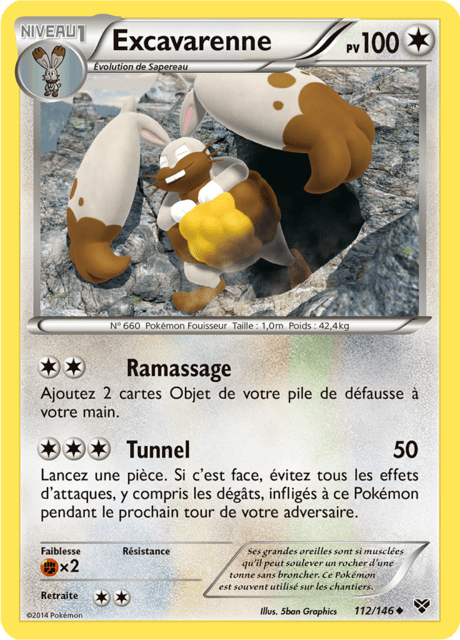 NIVEAU 1
Excavarenne
PV 100
Évolution de Sapereau
N° 660 Pokémon Fouisseur Taille : 1,0m Poids : 42,4kg
Ramassage
Ajoutez 2 cartes Objet de votre pile de défausse à
votre main.
Tunnel 50
Lancez une pièce. Si c'est face, évitez tous les effets
d'attaques, y compris les dégâts, infligés à ce Pokémon
pendant le prochain tour de votre adversaire.
Faiblesse Résistance
×2
Retraite
Ses grandes oreilles sont si musclées
qu'il peut soulever un rocher d'une
tonne sans broncher. Ce Pokémon
est souvent utilisé sur les chantiers.
©2014 Pokémon
Illus. 5ban Graphics 112/146
XY